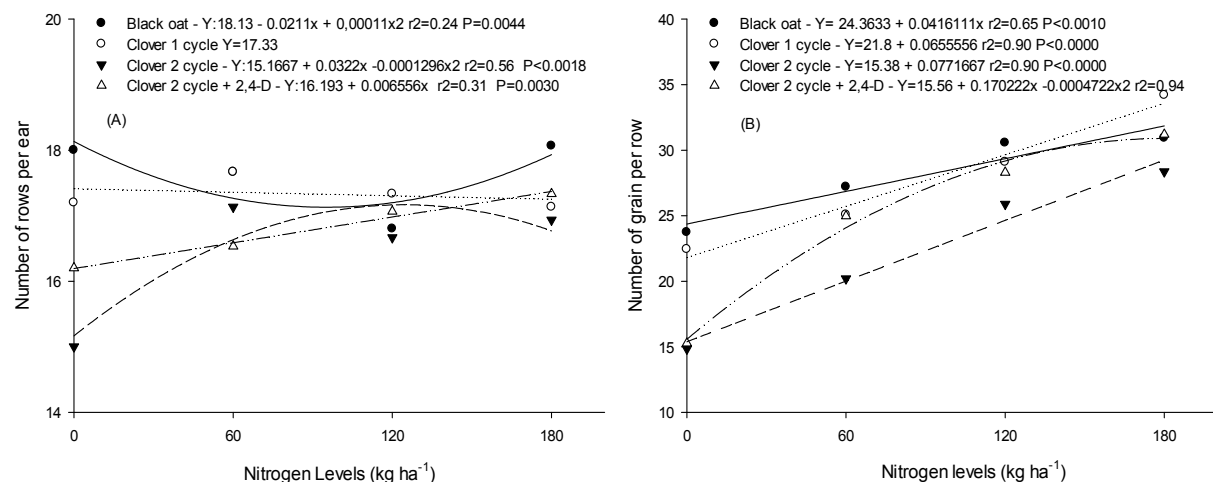 Black oat - Y:18.13 - 0.0211x + 0,00011x2 r2=0.24 P=0.0044
Clover 1 cycle Y=17.33
Clover 2 cycle - Y:15.1667 + 0.0322x -0.0001296x2 r2=0.56 P<0.0018
Clover 2 cycle + 2,4-D - Y:16.193 + 0.006556x r2=0.31 P=0.0030
(A)
20
18
16
14
Number of rows per ear
0 60 120 180
Nitrogen Levels (kg ha⁻¹)
Black oat - Y= 24.3633 + 0.0416111x r2=0.65 P<0.0010
Clover 1 cycle - Y=21.8 + 0.0655556x r2=0.90 P<0.0000
Clover 2 cycle - Y=15.38 + 0.0771667x r2=0.90 P<0.0000
Clover 2 cycle + 2,4-D - Y=15.56 + 0.170222x -0.0004722x2 r2=0.94
(B)
40
35
30
25
20
15
10
Number of grain per row
0 60 120 180
Nitrogen levels (kg ha⁻¹)